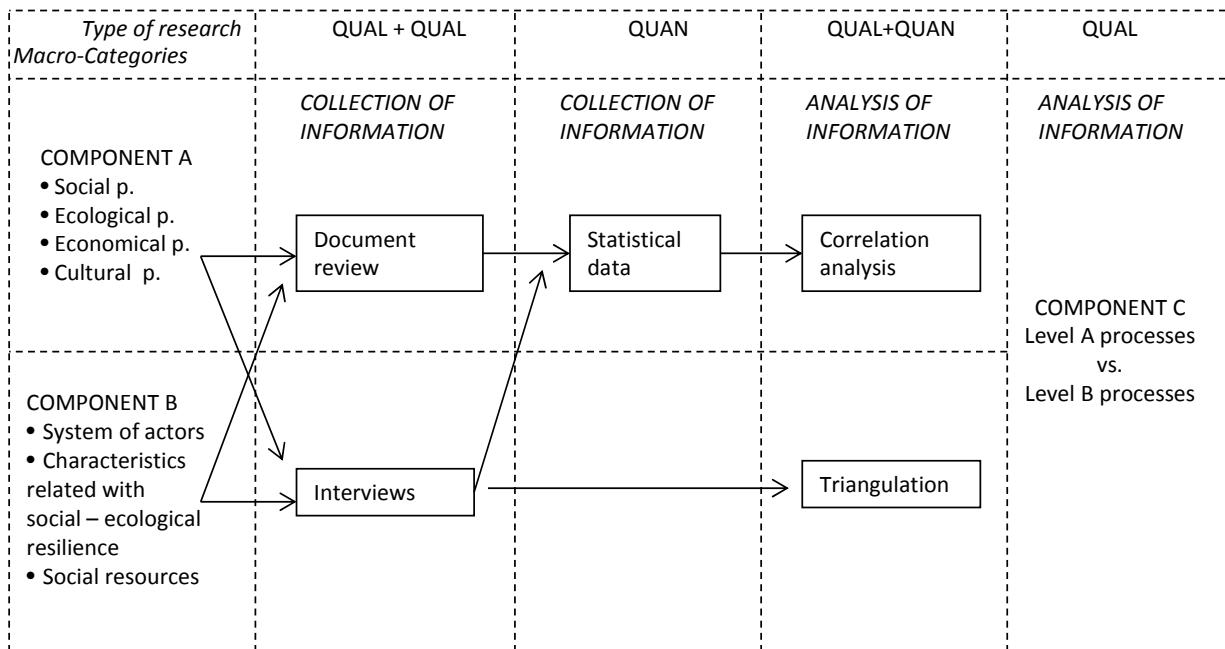 Type of research
Macro-Categories
QUAL + QUAL
QUAN
QUAL+QUAN
QUAL
COLLECTION OF
INFORMATION
COLLECTION OF
INFORMATION
ANALYSIS OF
INFORMATION
ANALYSIS OF
INFORMATION
COMPONENT A
• Social p.
• Ecological p.
• Economical p.
• Cultural p.
Document
review
Statistical
data
Correlation
analysis
COMPONENT C
Level A processes
vs.
Level B processes
COMPONENT B
• System of actors
• Characteristics
related with
social – ecological
resilience
• Social resources
Interviews
Triangulation